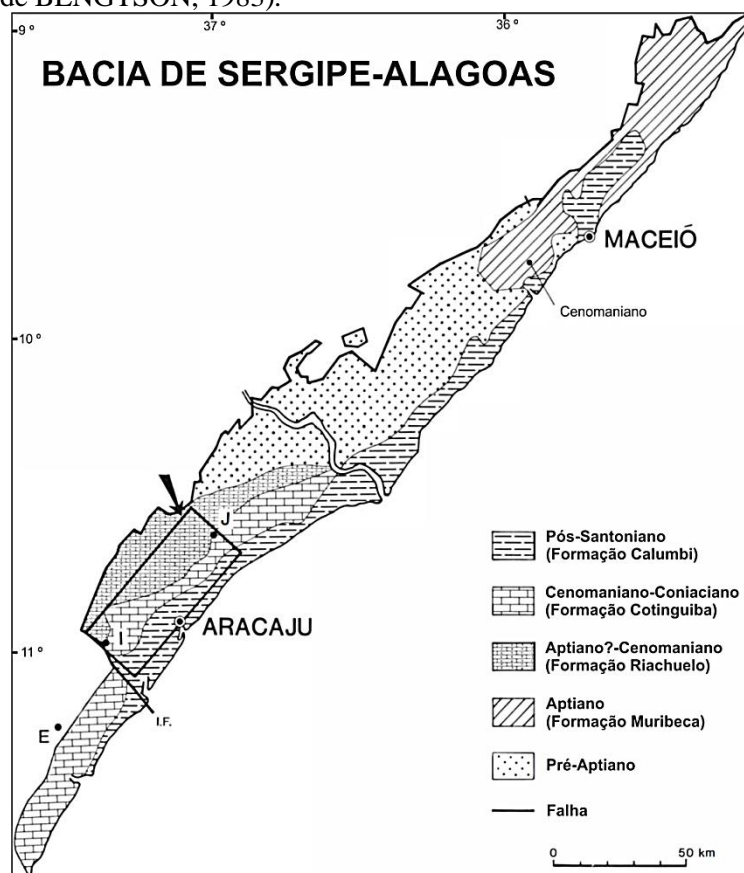 de BENGTSON, 1983).
9°
37°
36°
BACIA DE SERGIPE-ALAGOAS
MACEIÓ
Cenomaniano
10°
J
ARACAJU
I
11°
I.F.
E
Pós-Santoniano
(Formação Calumbi)
Cenomaniano-Coniaciano
(Formação Cotinguiba)
Aptiano?-Cenomaniano
(Formação Riachuelo)
Aptiano
(Formação Muribeca)
Pré-Aptiano
Falha
0 50 km